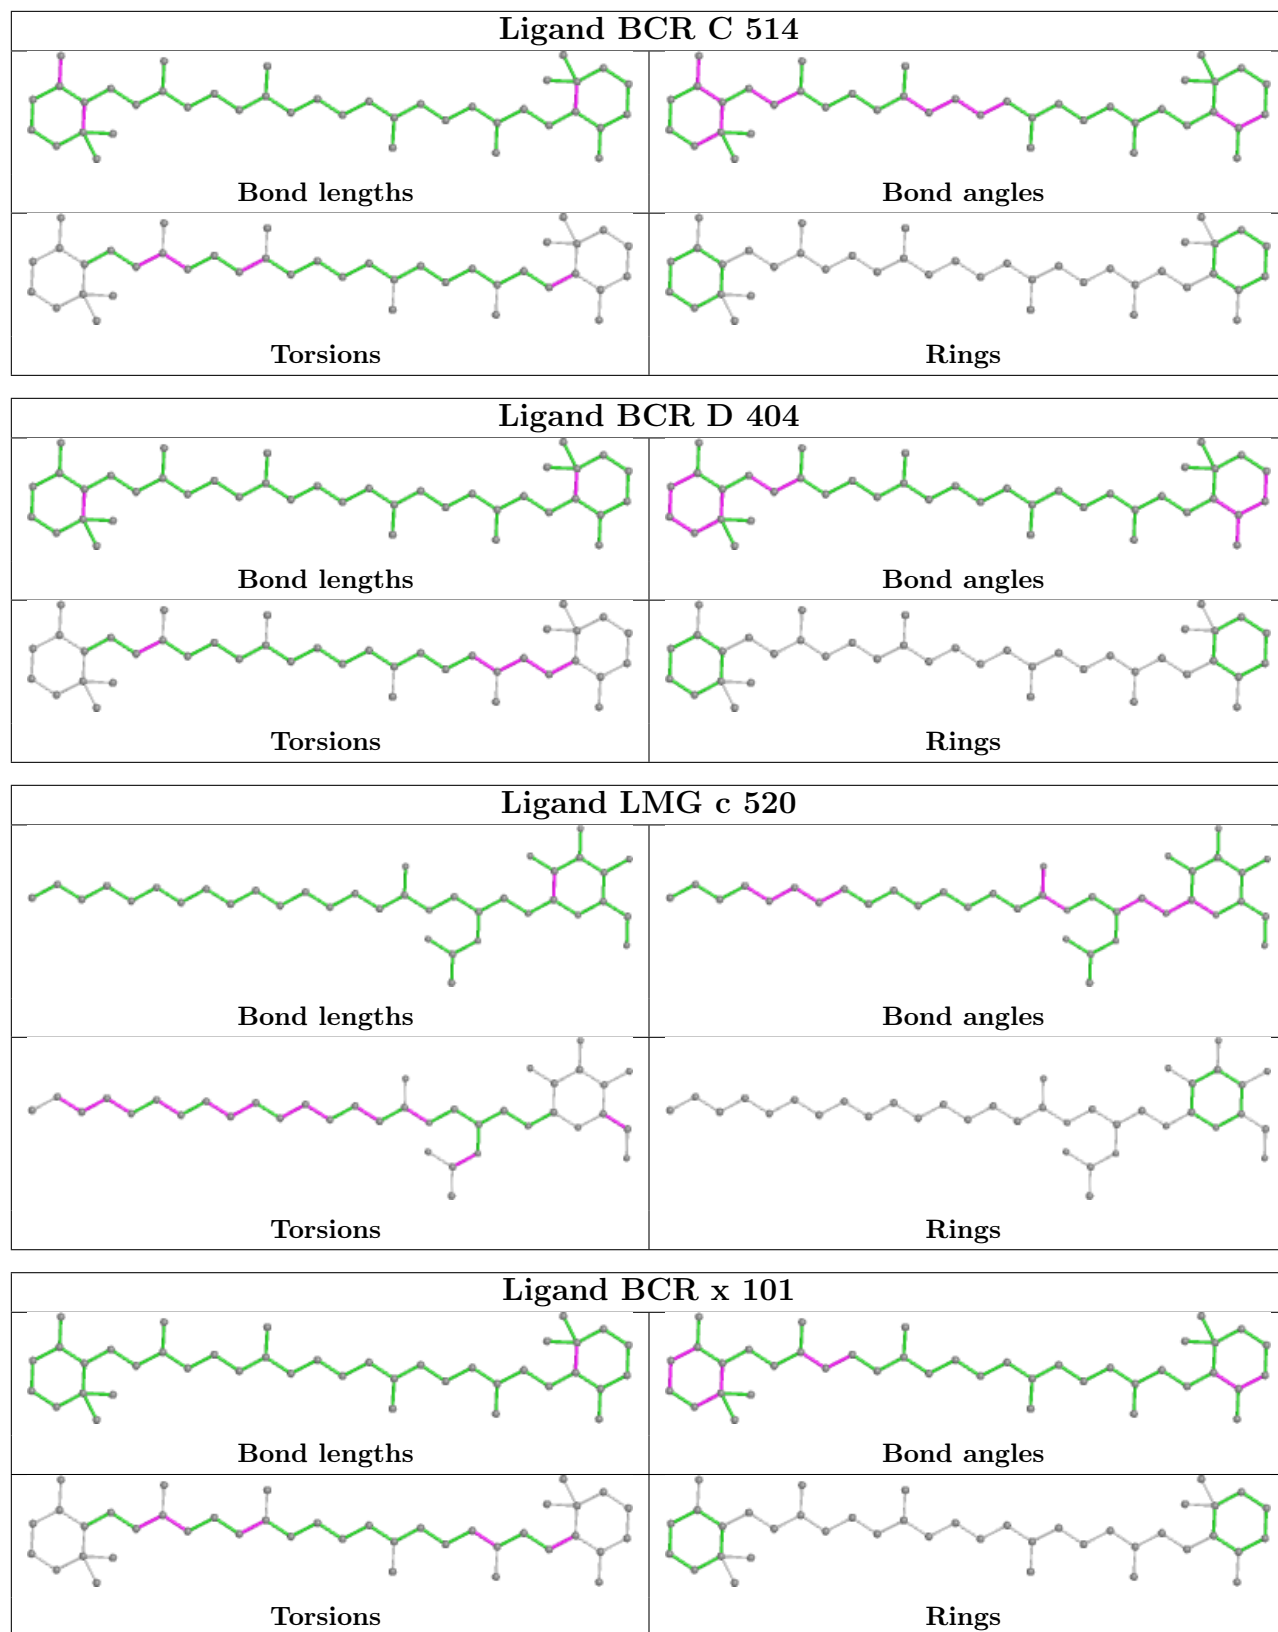 Ligand BCR C 514
Bond lengths
Bond angles
Torsions
Rings
Ligand BCR D 404
Bond lengths
Bond angles
Torsions
Rings
Ligand LMG c 520
Bond lengths
Bond angles
Torsions
Rings
Ligand BCR x 101
Bond lengths
Bond angles
Torsions
Rings